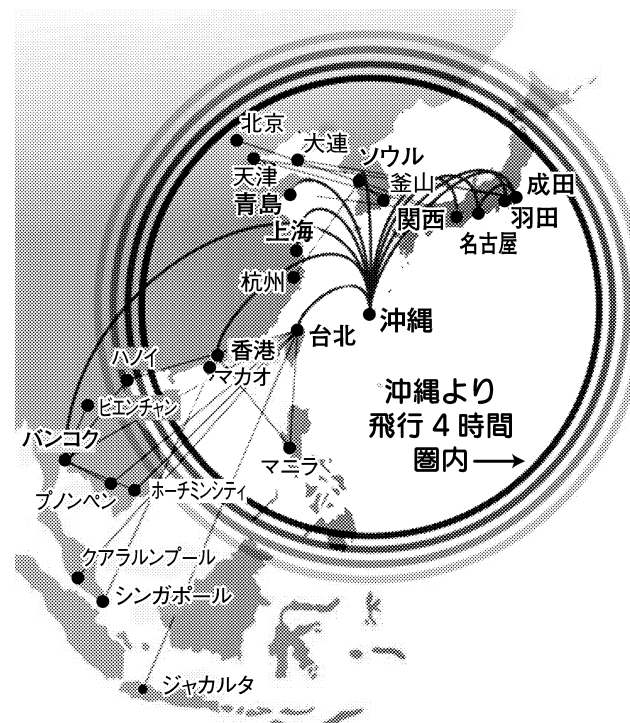 北京
大連
ソウル
天津
釜山
成田
青島
関西
羽田
上海
名古屋
杭州
沖縄
台北
香港
ハノイ
マカオ
沖縄より
飛行4時間
圏内→
ビエンチャン
バンコク
マニラ
プノンペン
ホーチミンシティ
クアラルンプール
シンガポール
ジャカルタ